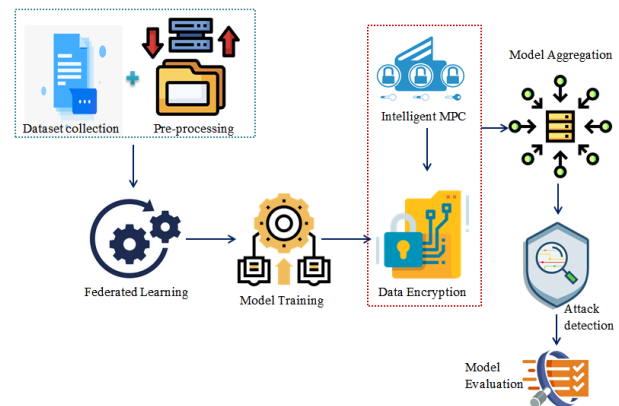 Dataset collection
Pre-processing
Intelligent MPC
Model Aggregation
Federated Learning
Model Training
Data Encryption
Attack
detection
Model
Evaluation